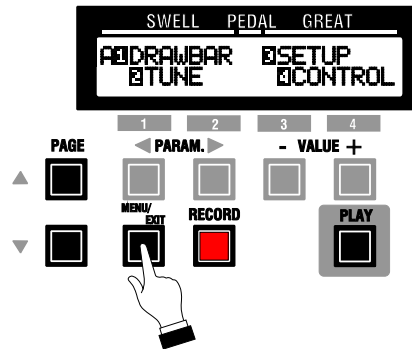 SWELL PEDAL GREAT
A1DRAWBAR 3SETUP
2TUNE 4CONTROL
1 2 3 4
PAGE ◀ PARAM. ▶ - VALUE +
MENU/
EXIT RECORD PLAY